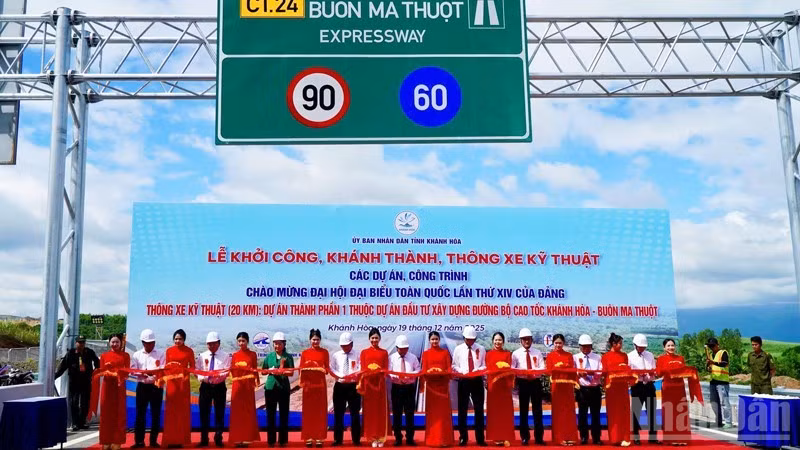 CT.24
BUÔN MA THUỘT
EXPRESSWAY
90
60
ỦY BAN NHÂN DÂN TỈNH KHÁNH HÒA
LỄ KHỞI CÔNG, KHÁNH THÀNH, THÔNG XE KỸ THUẬT
CÁC DỰ ÁN, CÔNG TRÌNH
CHÀO MỪNG ĐẠI HỘI ĐẠI BIỂU TOÀN QUỐC LẦN THỨ XIV CỦA ĐẢNG
THÔNG XE KỸ THUẬT (20 KM): DỰ ÁN THÀNH PHẦN 1 THUỘC DỰ ÁN ĐẦU TƯ XÂY DỰNG ĐƯỜNG BỘ CAO TỐC KHÁNH HÒA - BUÔN MA THUỘT
Khánh Hòa, ngày 19 tháng 12 năm 2025
Nhân Dân